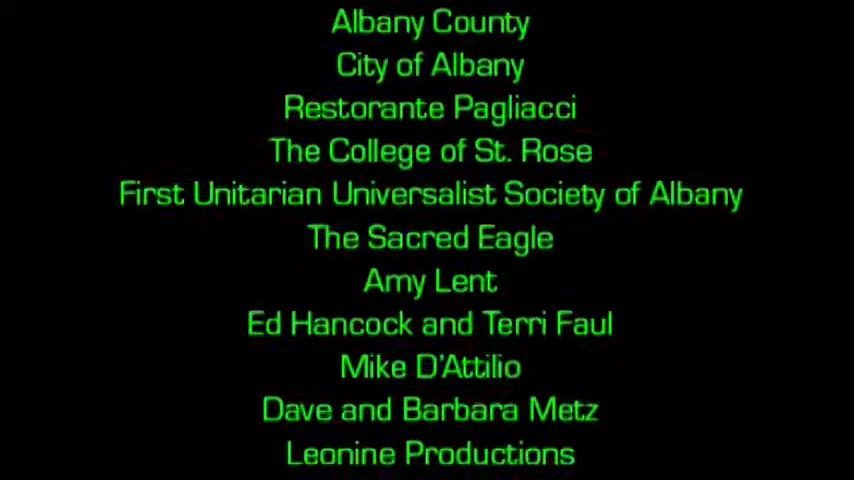 Albany County
City of Albany
Restorante Pagliacci
The College of St. Rose
First Unitarian Universalist Society of Albany
The Sacred Eagle
Amy Lent
Ed Hancock and Terri Faul
Mike D'Attilio
Dave and Barbara Metz
Leonine Productions